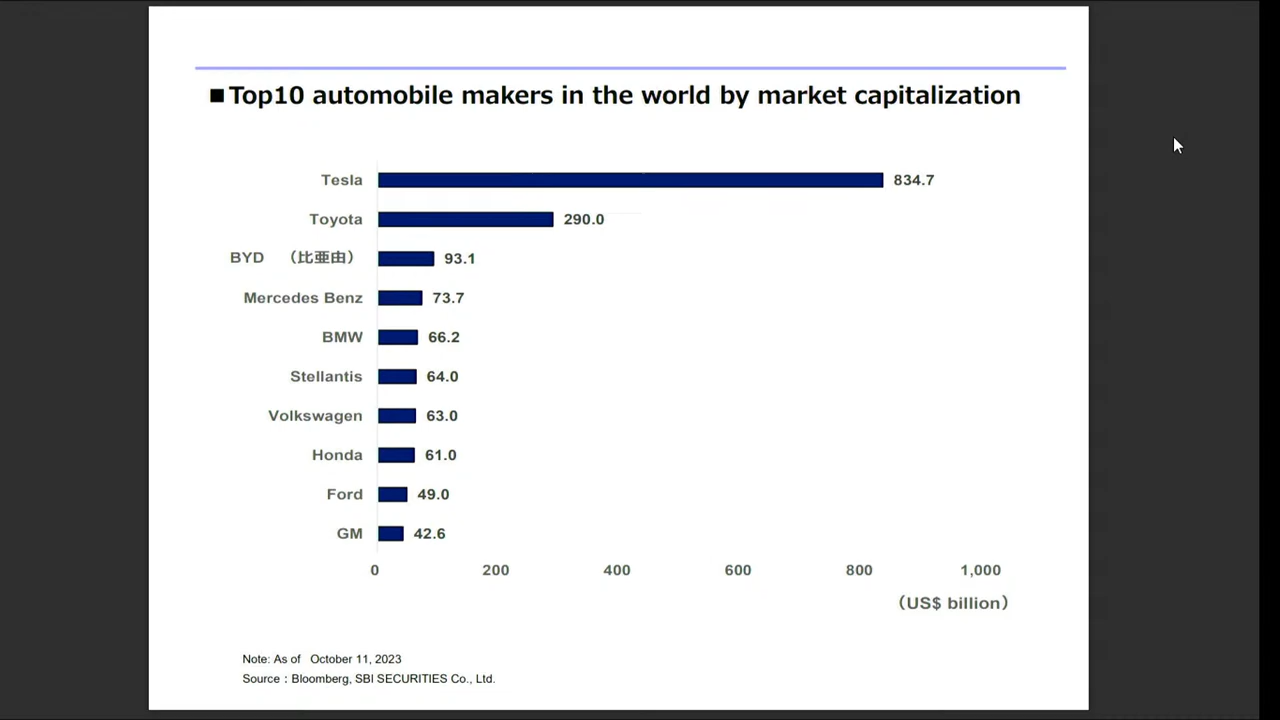 ■Top10 automobile makers in the world by market capitalization
Tesla 834.7
Toyota 290.0
BYD （比亜由） 93.1
Mercedes Benz 73.7
BMW 66.2
Stellantis 64.0
Volkswagen 63.0
Honda 61.0
Ford 49.0
GM 42.6
0 200 400 600 800 1,000
（US$ billion）
Note: As of October 11, 2023
Source：Bloomberg, SBI SECURITIES Co., Ltd.